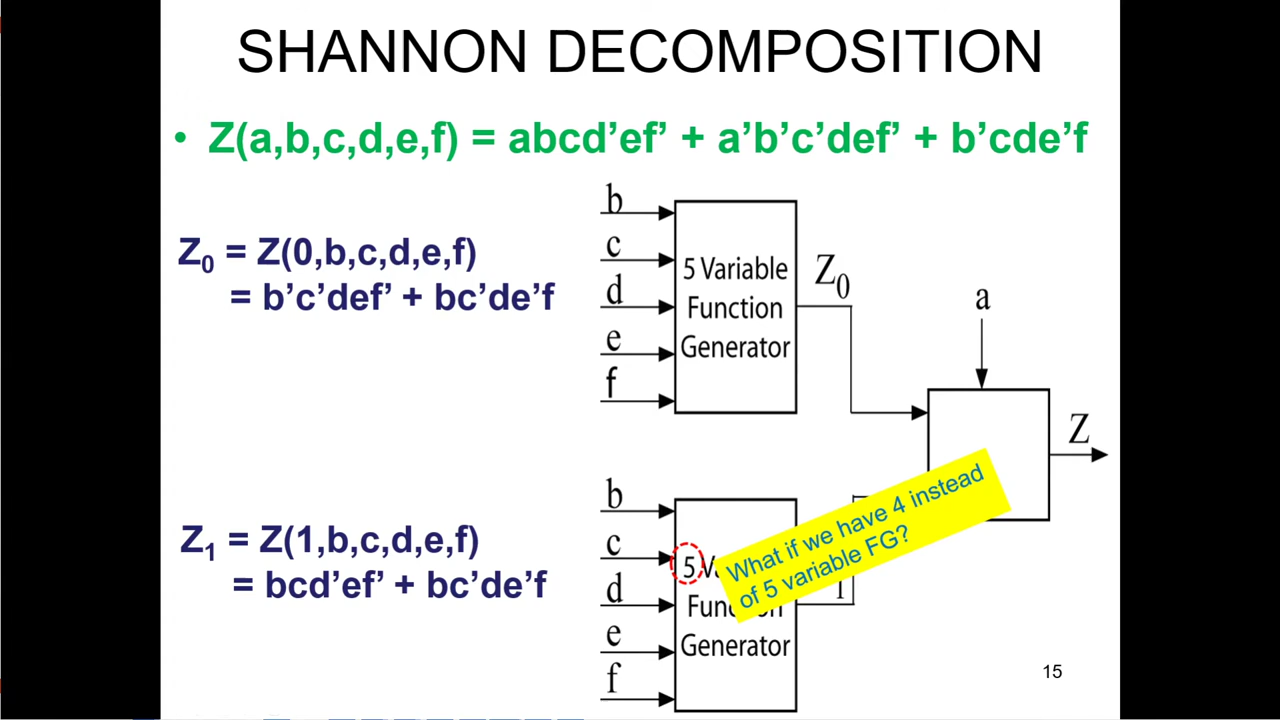 SHANNON DECOMPOSITION
• Z(a,b,c,d,e,f) = abcd’ef’ + a’b’c’def’ + b’cde’f
Z₀ = Z(0,b,c,d,e,f)
= b’c’def’ + bc’de’f
b
c
d
e
f
5 Variable
Function
Generator
Z₀
a
Z
Z₁ = Z(1,b,c,d,e,f)
= bcd’ef’ + bc’de’f
b
c
d
e
f
5
Generator
What if we have 4 instead
of 5 variable FG?
15